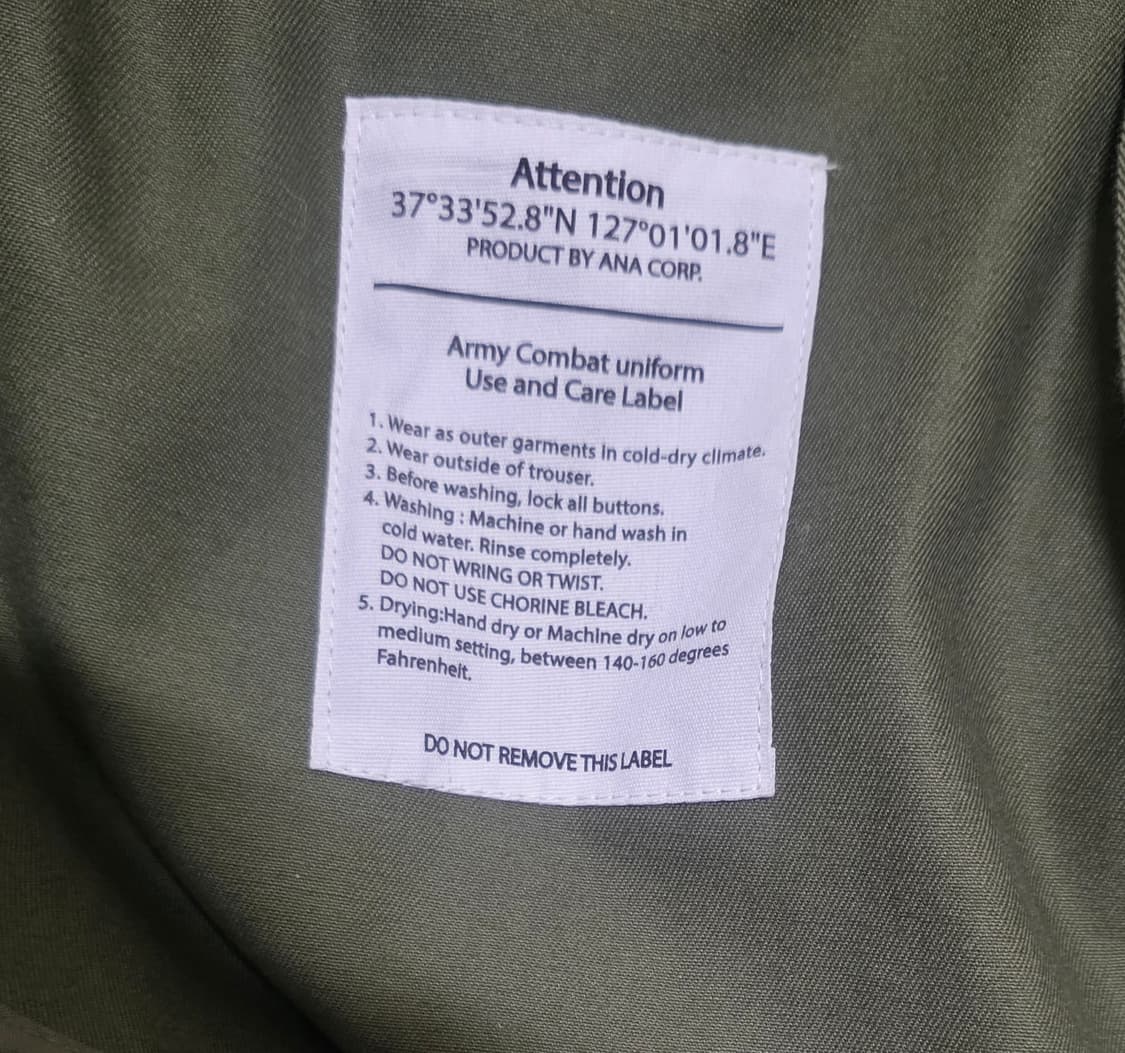 Attention
37°33'52.8"N 127°01'01.8"E
PRODUCT BY ANA CORP.
Army Combat uniform
Use and Care Label
1. Wear as outer garments in cold-dry climate.
2. Wear outside of trouser.
3. Before washing, lock all buttons.
4. Washing : Machine or hand wash in
cold water. Rinse completely.
DO NOT WRING OR TWIST.
DO NOT USE CHORINE BLEACH.
5. Drying:Hand dry or Machine dry on low to
medium setting, between 140-160 degrees
Fahrenheit.
DO NOT REMOVE THIS LABEL